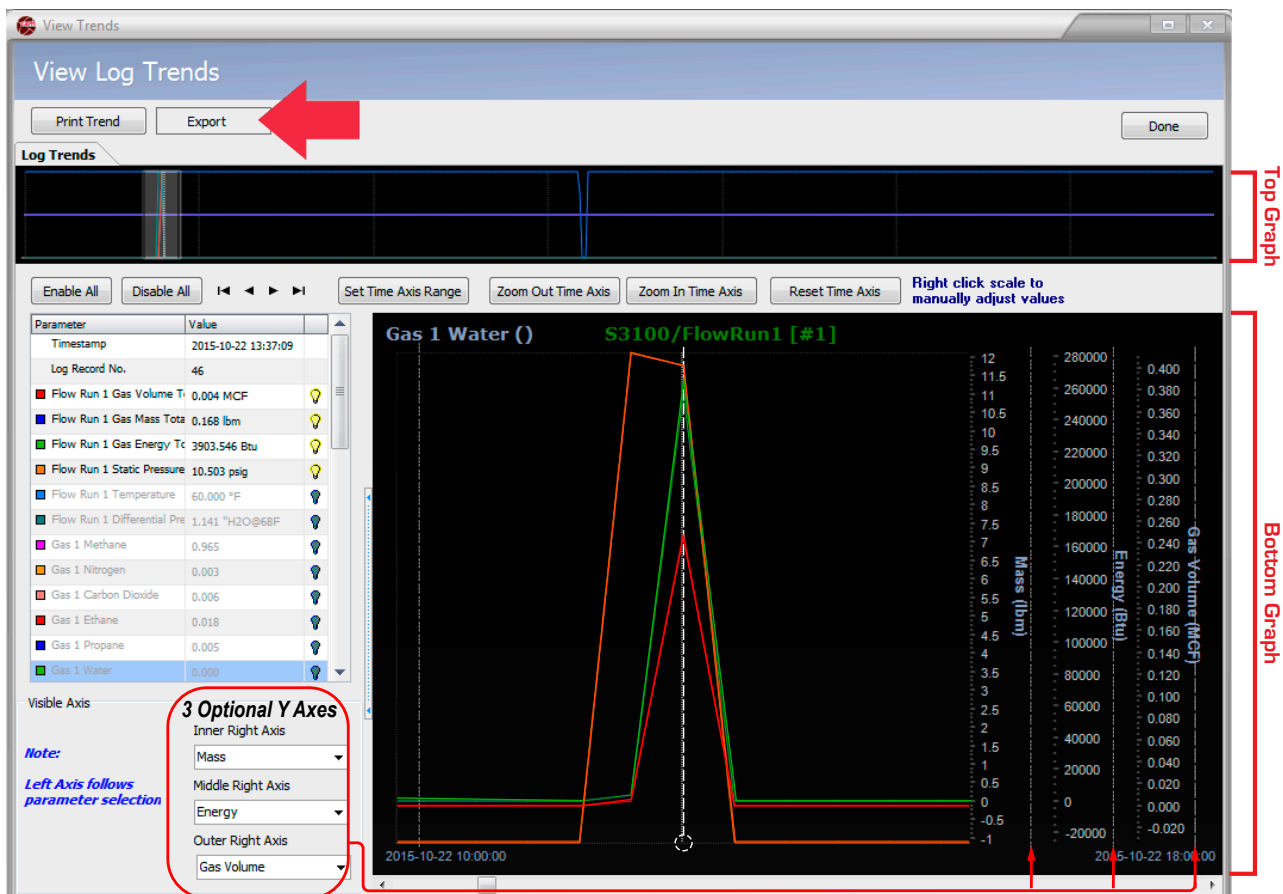 View Trends
View Log Trends
Print Trend
Export
Done
Log Trends
Top Graph
Enable All
Disable All
Set Time Axis Range
Zoom Out Time Axis
Zoom In Time Axis
Reset Time Axis
Right click scale to
manually adjust values
Parameter Value
Timestamp 2015-10-22 13:37:09
Log Record No. 46
Flow Run 1 Gas Volume T 0.004 MCF
Flow Run 1 Gas Mass Tota 0.168 lbm
Flow Run 1 Gas Energy To 3903.546 Btu
Flow Run 1 Static Pressure 10.503 psig
Flow Run 1 Temperature 60.000 °F
Flow Run 1 Differential Pre 1.141 "H2O@68F
Gas 1 Methane 0.965
Gas 1 Nitrogen 0.003
Gas 1 Carbon Dioxide 0.006
Gas 1 Ethane 0.018
Gas 1 Propane 0.005
Gas 1 Water 0.000
Visible Axis
Note:
Left Axis follows
parameter selection
3 Optional Y Axes
Inner Right Axis
Mass
Middle Right Axis
Energy
Outer Right Axis
Gas Volume
Gas 1 Water ()
S3100/FlowRun1 [#1]
12
11.5
11
10.5
10
9.5
9
8.5
8
7.5
7
6.5
6
5.5
5
4.5
4
3.5
3
2.5
2
1.5
1
0.5
0
-0.5
-1
Mass (lbm)
280000
260000
240000
220000
200000
180000
160000
140000
120000
100000
80000
60000
40000
20000
0
-20000
Energy (Btu)
0.400
0.380
0.360
0.340
0.320
0.300
0.280
0.260
0.240
0.220
0.200
0.180
0.160
0.140
0.120
0.100
0.080
0.060
0.040
0.020
0.000
-0.020
Gas Volume (MCF)
2015-10-22 10:00:00
2015-10-22 18:00:00
Bottom Graph